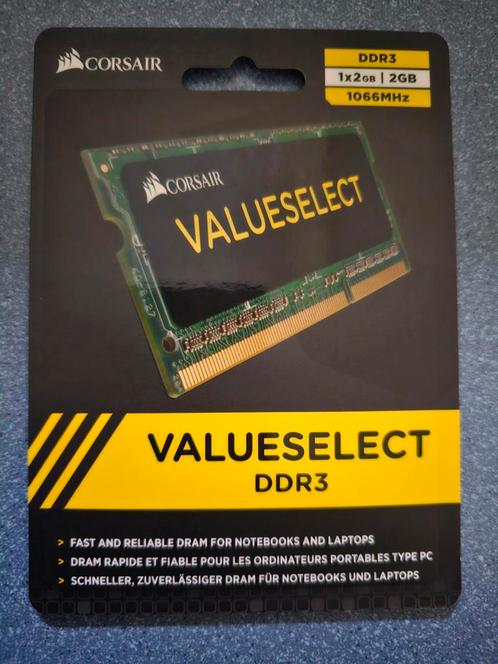 CORSAIR
DDR3
1x2GB | 2GB
1066MHz
CORSAIR
VALUESELECT
VALUESELECT
DDR3
> FAST AND RELIABLE DRAM FOR NOTEBOOKS AND LAPTOPS
> DRAM RAPIDE ET FIABLE POUR LES ORDINATEURS PORTABLES TYPE PC
> SCHNELLER, ZUVERLÄSSIGER DRAM FÜR NOTEBOOKS UND LAPTOPS